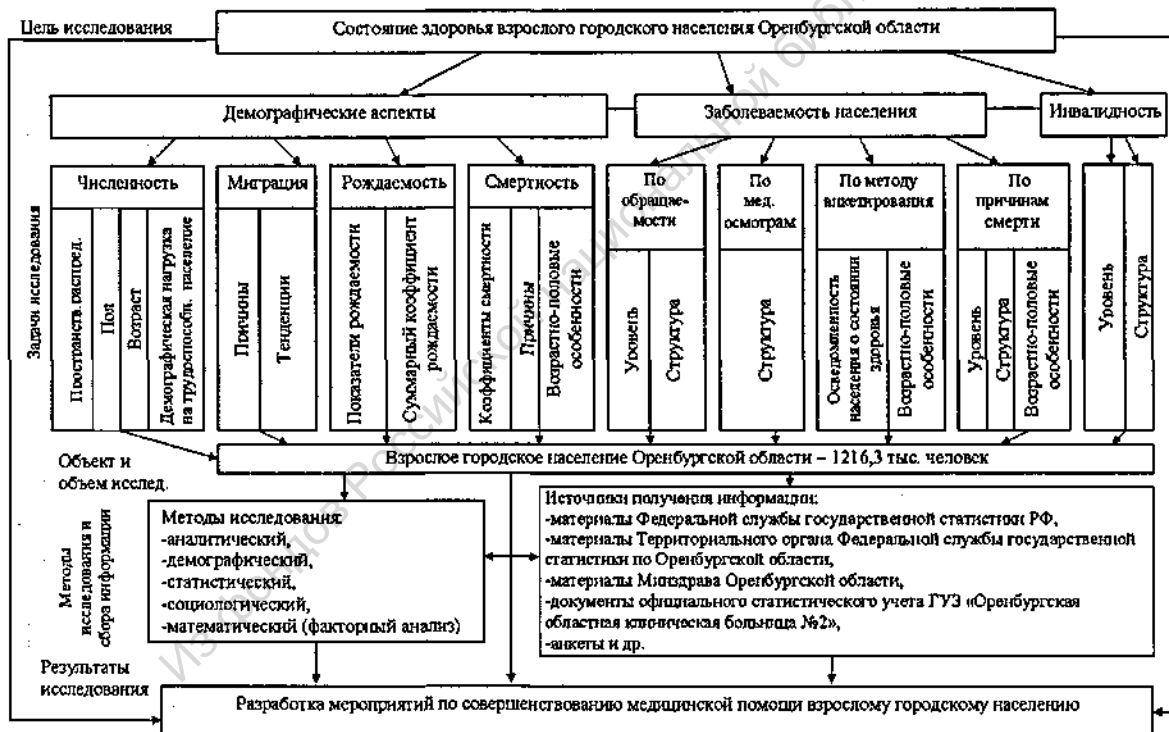 Цель исследования
Состояние здоровья взрослого городского населения Оренбургской области
Демографические аспекты
Заболеваемость населения
Инвалидность
Задачи исследования
Численность
Миграция
Рождаемость
Смертность
По
обращае-
мости
По
мед.
осмотрам
По методу
анкетирования
По
причинам
смерти
Простанств. распред.
Пол
Возраст
Демографическая нагрузка
на трудоспособн. население
Причины
Тенденции
Показатели рождаемости
Суммарный коэффициент
рождаемости
Коэффициенты смертности
Причины
Возрастно-половые
особенности
Уровень
Структура
Структура
Осведомленность
населения о состоянии
здоровья
Возрастно-половые
особенности
Уровень
Структура
Возрастно-половые
особенности
Уровень
Структура
Объект и
объем исслед.
Взрослое городское население Оренбургской области – 1216,3 тыс. человек
Методы
исследования и
сбора информации
Методы исследования:
-аналитический,
-демографический,
-статистический,
-социологический,
-математический (факторный анализ)
Источники получения информации:
-материалы Федеральной службы государственной статистики РФ,
-материалы Территориального органа Федеральной службы государственной
статистики по Оренбургской области,
-материалы Минздрава Оренбургской области,
-документы официального статистического учета ГУЗ «Оренбургская
областная клиническая больница №2»,
-анкеты и др.
Результаты
исследования
Разработка мероприятий по совершенствованию медицинской помощи взрослому городскому населению
Из фондов Российской национальной